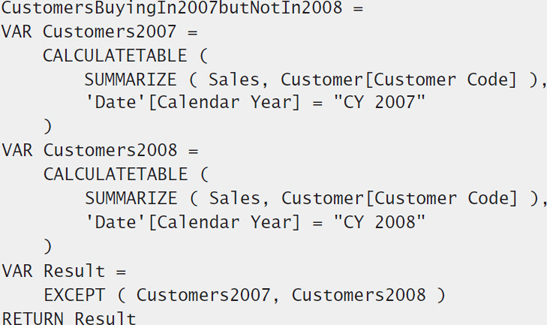 CustomersBuyingIn2007butNotIn2008 =
VAR Customers2007 =
    CALCULATETABLE (
        SUMMARIZE ( Sales, Customer[Customer Code] ),
        'Date'[Calendar Year] = "CY 2007"
    )
VAR Customers2008 =
    CALCULATETABLE (
        SUMMARIZE ( Sales, Customer[Customer Code] ),
        'Date'[Calendar Year] = "CY 2008"
    )
VAR Result =
    EXCEPT ( Customers2007, Customers2008 )
RETURN Result